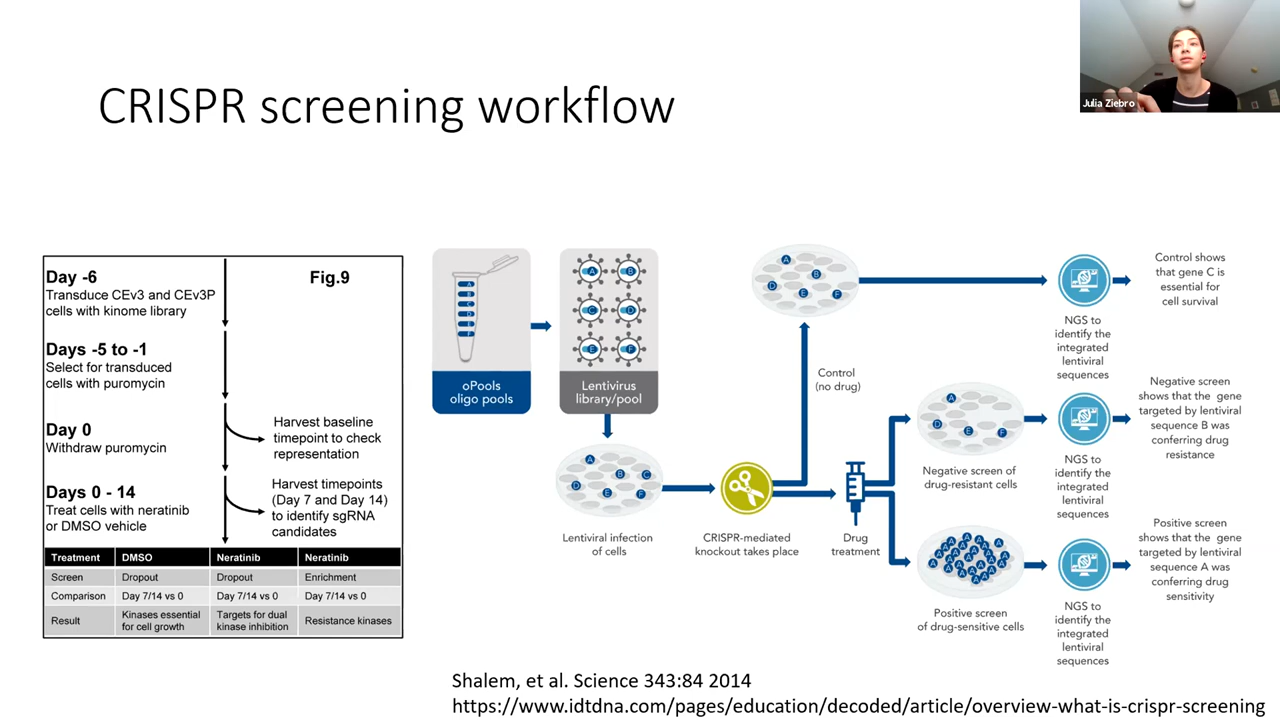 CRISPR screening workflow
Julia Ziebro
Day -6
Transduce CEv3 and CEv3P
cells with kinome library
Fig.9
Days -5 to -1
Select for transduced
cells with puromycin
Day 0
Withdraw puromycin
Harvest baseline
timepoint to check
representation
Days 0 - 14
Treat cells with neratinib
or DMSO vehicle
Harvest timepoints
(Day 7 and Day 14)
to identify sgRNA
candidates
Treatment DMSO Neratinib Neratinib
Screen Dropout Dropout Enrichment
Comparison Day 7/14 vs 0 Day 7/14 vs 0 Day 7/14 vs 0
Result Kinases essential for cell growth Targets for dual kinase inhibition Resistance kinases
A
B
C
D
E
F
oPools
oligo pools
A B
C D
E F
Lentivirus
library/pool
A
B C
D E F
Lentiviral infection
of cells
CRISPR-mediated
knockout takes place
Drug
treatment
Control
(no drug)
A
B
D E F
NGS to
identify the
integrated
lentiviral
sequences
Control shows
that gene C is
essential for
cell survival
A
D E F
Negative screen of
drug-resistant cells
NGS to
identify the
integrated
lentiviral
sequences
Negative screen
shows that the gene
targeted by lentiviral
sequence B was
conferring drug
resistance
A A A A A A A A A A A A A A A A A A A A
Positive screen
of drug-sensitive cells
NGS to
identify the
integrated
lentiviral
sequences
Positive screen
shows that the gene
targeted by lentiviral
sequence A was
conferring drug
sensitivity
Shalem, et al. Science 343:84 2014
https://www.idtdna.com/pages/education/decoded/article/overview-what-is-crispr-screening